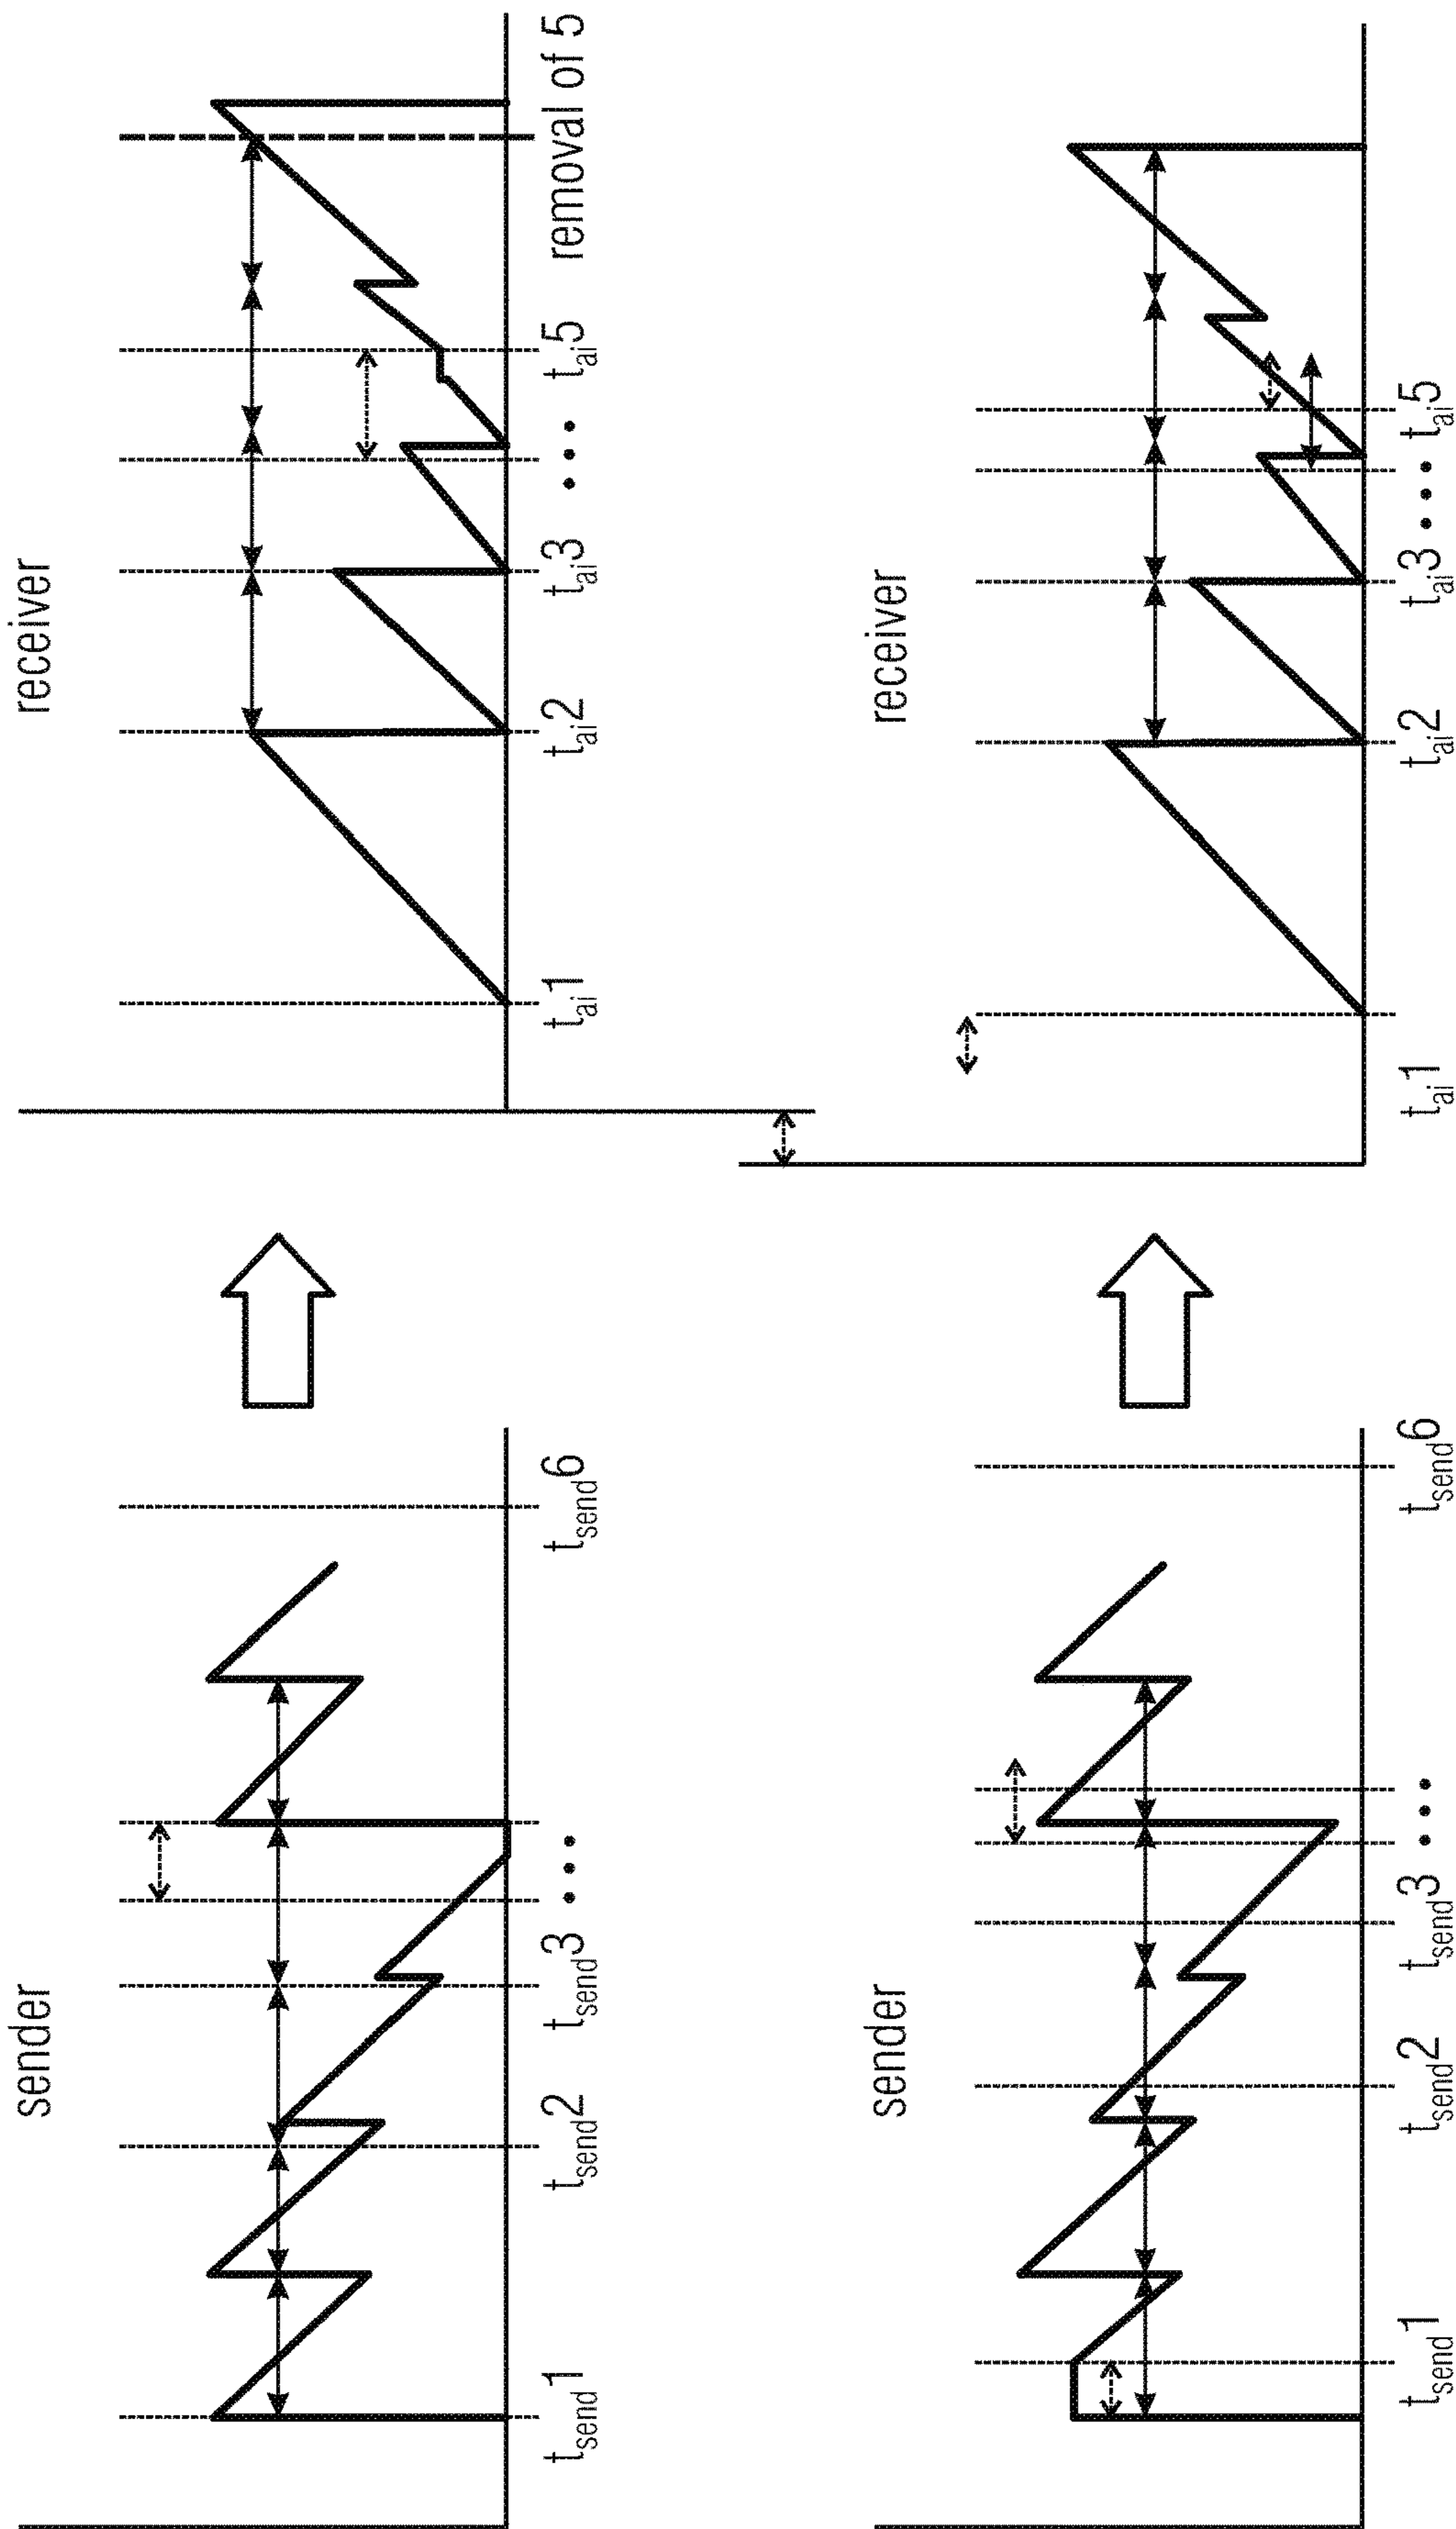 sender
t_send1 t_send2 t_send3 ••• t_send6
receiver
t_ai1 t_ai2 t_ai3 ••• t_ai5 removal of 5
sender
t_send1 t_send2 t_send3 ••• t_send6
receiver
t_ai1 t_ai2 t_ai3 ••• t_ai5